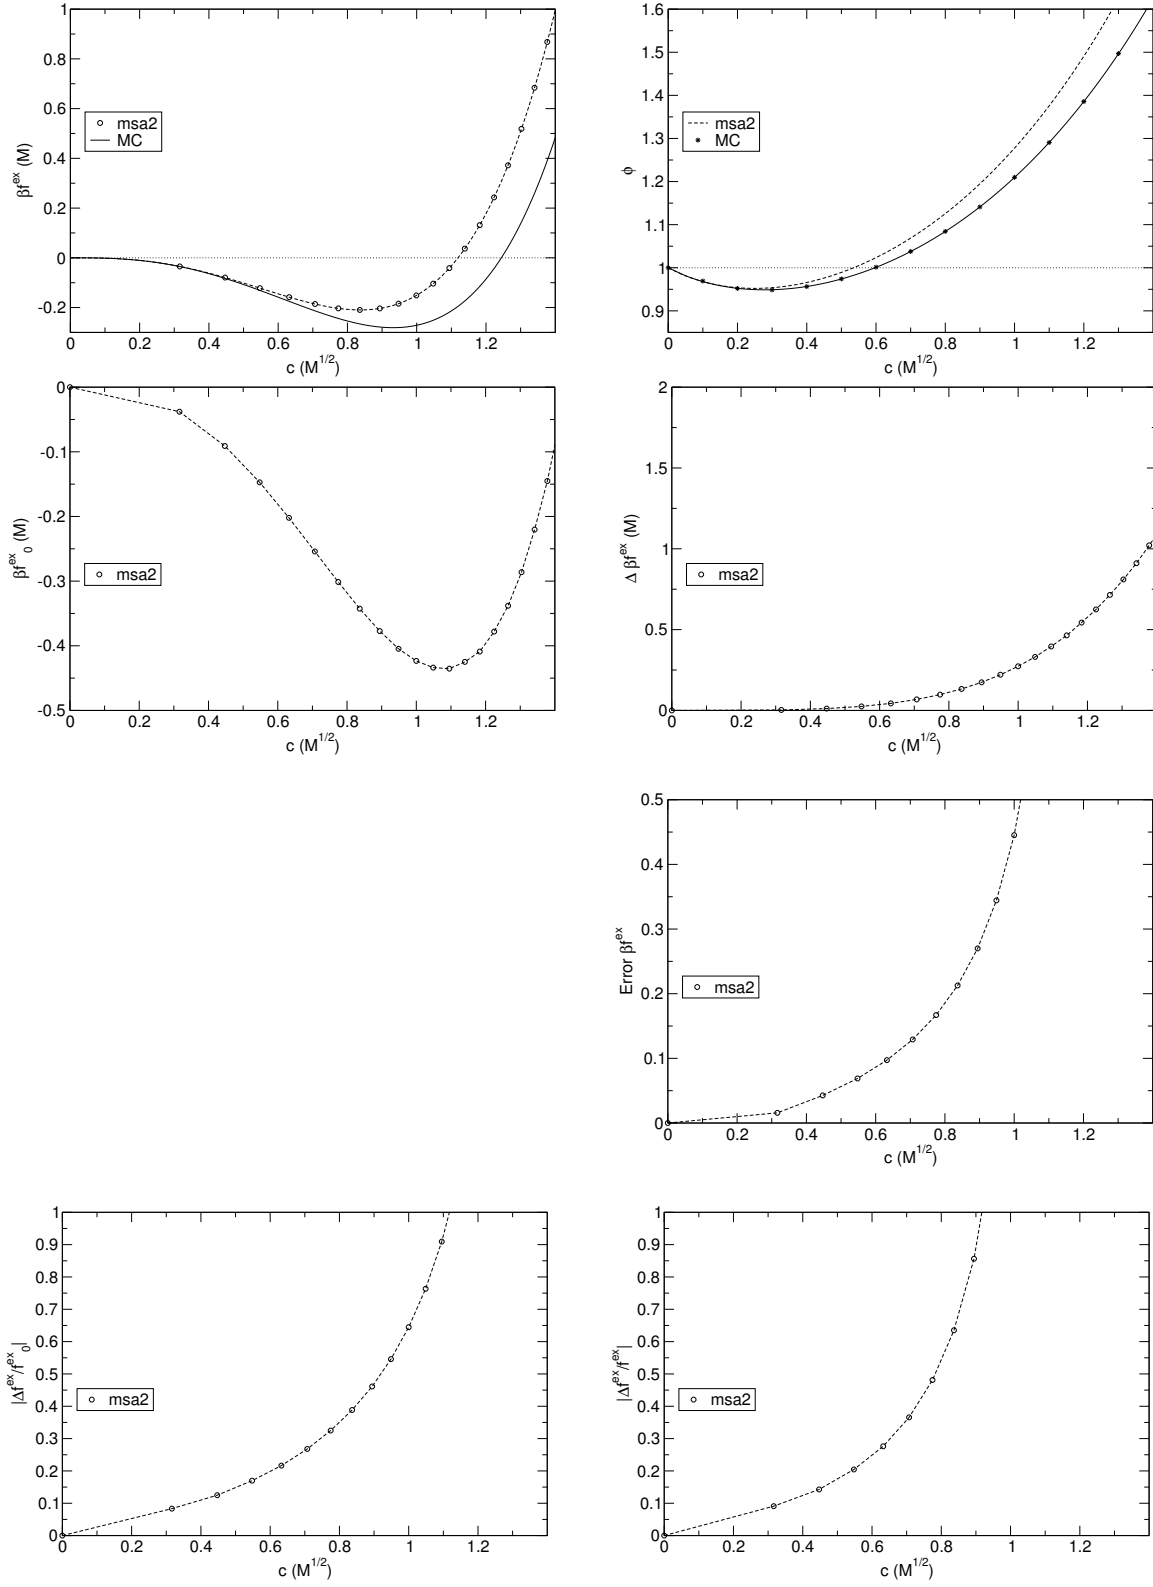 1
0.8
0.6
0.4
0.2
0
-0.2
βf^ex (M)
msa2
MC
0 0.2 0.4 0.6 0.8 1 1.2
c (M^1/2)
1.6
1.5
1.4
1.3
1.2
1.1
1
0.9
ϕ
msa2
MC
0 0.2 0.4 0.6 0.8 1 1.2
c (M^1/2)
0
-0.1
-0.2
-0.3
-0.4
-0.5
βf^ex_0 (M)
msa2
0 0.2 0.4 0.6 0.8 1 1.2
c (M^1/2)
2
1.5
1
0.5
0
Δ βf^ex (M)
msa2
0 0.2 0.4 0.6 0.8 1 1.2
c (M^1/2)
0.5
0.4
0.3
0.2
0.1
0
Error βf^ex
msa2
0 0.2 0.4 0.6 0.8 1 1.2
c (M^1/2)
1
0.9
0.8
0.7
0.6
0.5
0.4
0.3
0.2
0.1
0
|Δf^ex/f^ex_0|
msa2
0 0.2 0.4 0.6 0.8 1 1.2
c (M^1/2)
1
0.9
0.8
0.7
0.6
0.5
0.4
0.3
0.2
0.1
0
|Δf^ex/f^ex|
msa2
0 0.2 0.4 0.6 0.8 1 1.2
c (M^1/2)